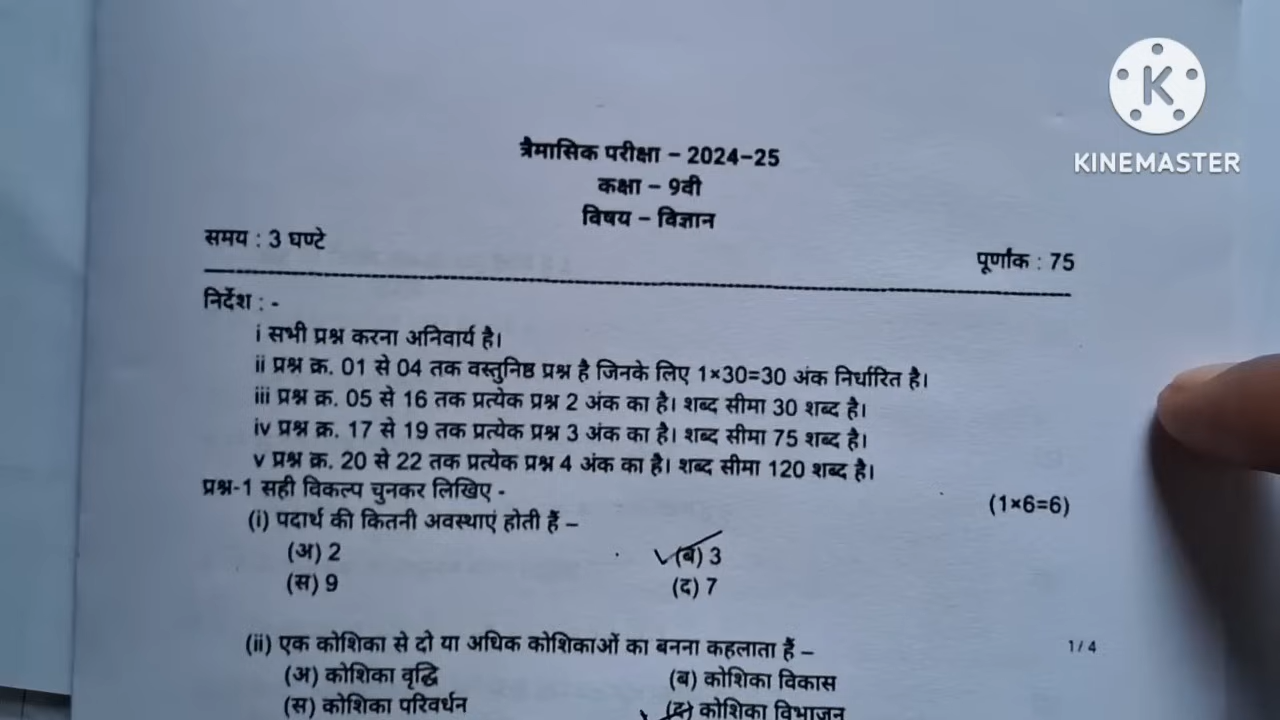 KINEMASTER
त्रैमासिक परीक्षा – 2024-25
कक्षा – 9वी
विषय – विज्ञान
समय : 3 घण्टे
पूर्णांक : 75
निर्देश : -
i सभी प्रश्न करना अनिवार्य है।
ii प्रश्न क्र. 01 से 04 तक वस्तुनिष्ठ प्रश्न है जिनके लिए 1×30=30 अंक निर्धारित है।
iii प्रश्न क्र. 05 से 16 तक प्रत्येक प्रश्न 2 अंक का है। शब्द सीमा 30 शब्द है।
iv प्रश्न क्र. 17 से 19 तक प्रत्येक प्रश्न 3 अंक का है। शब्द सीमा 75 शब्द है।
v प्रश्न क्र. 20 से 22 तक प्रत्येक प्रश्न 4 अंक का है। शब्द सीमा 120 शब्द है।
प्रश्न-1 सही विकल्प चुनकर लिखिए - (1×6=6)
(i) पदार्थ की कितनी अवस्थाएं होती हैं –
(अ) 2 (ब) 3
(स) 9 (द) 7
(ii) एक कोशिका से दो या अधिक कोशिकाओं का बनना कहलाता हैं – 1/4
(अ) कोशिका वृद्धि (ब) कोशिका विकास
(स) कोशिका परिवर्धन (द) कोशिका विभाजन